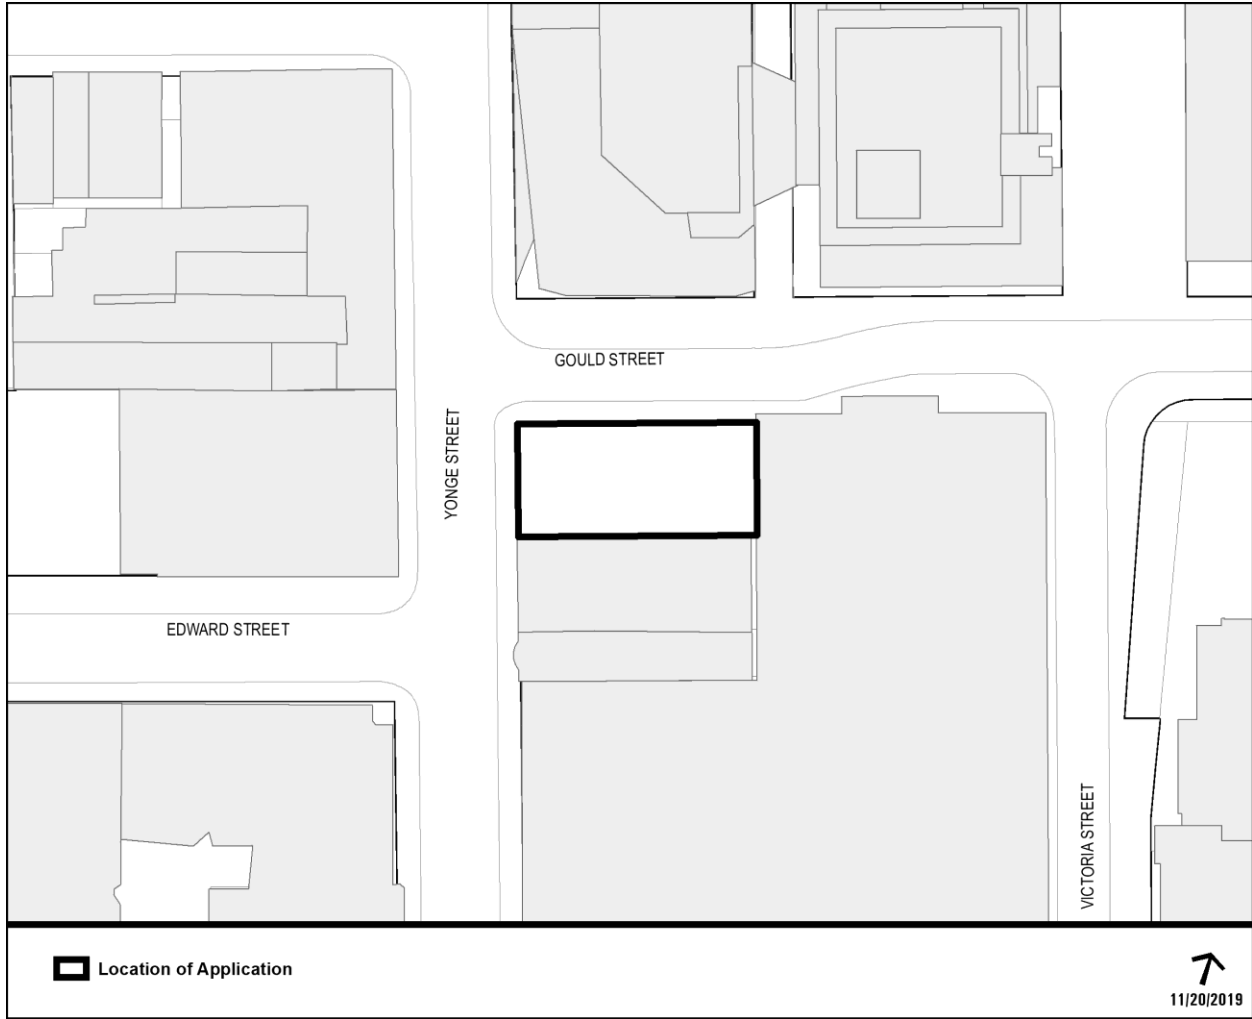 GOULD STREET
YONGE STREET
EDWARD STREET
VICTORIA STREET
Location of Application
11/20/2019